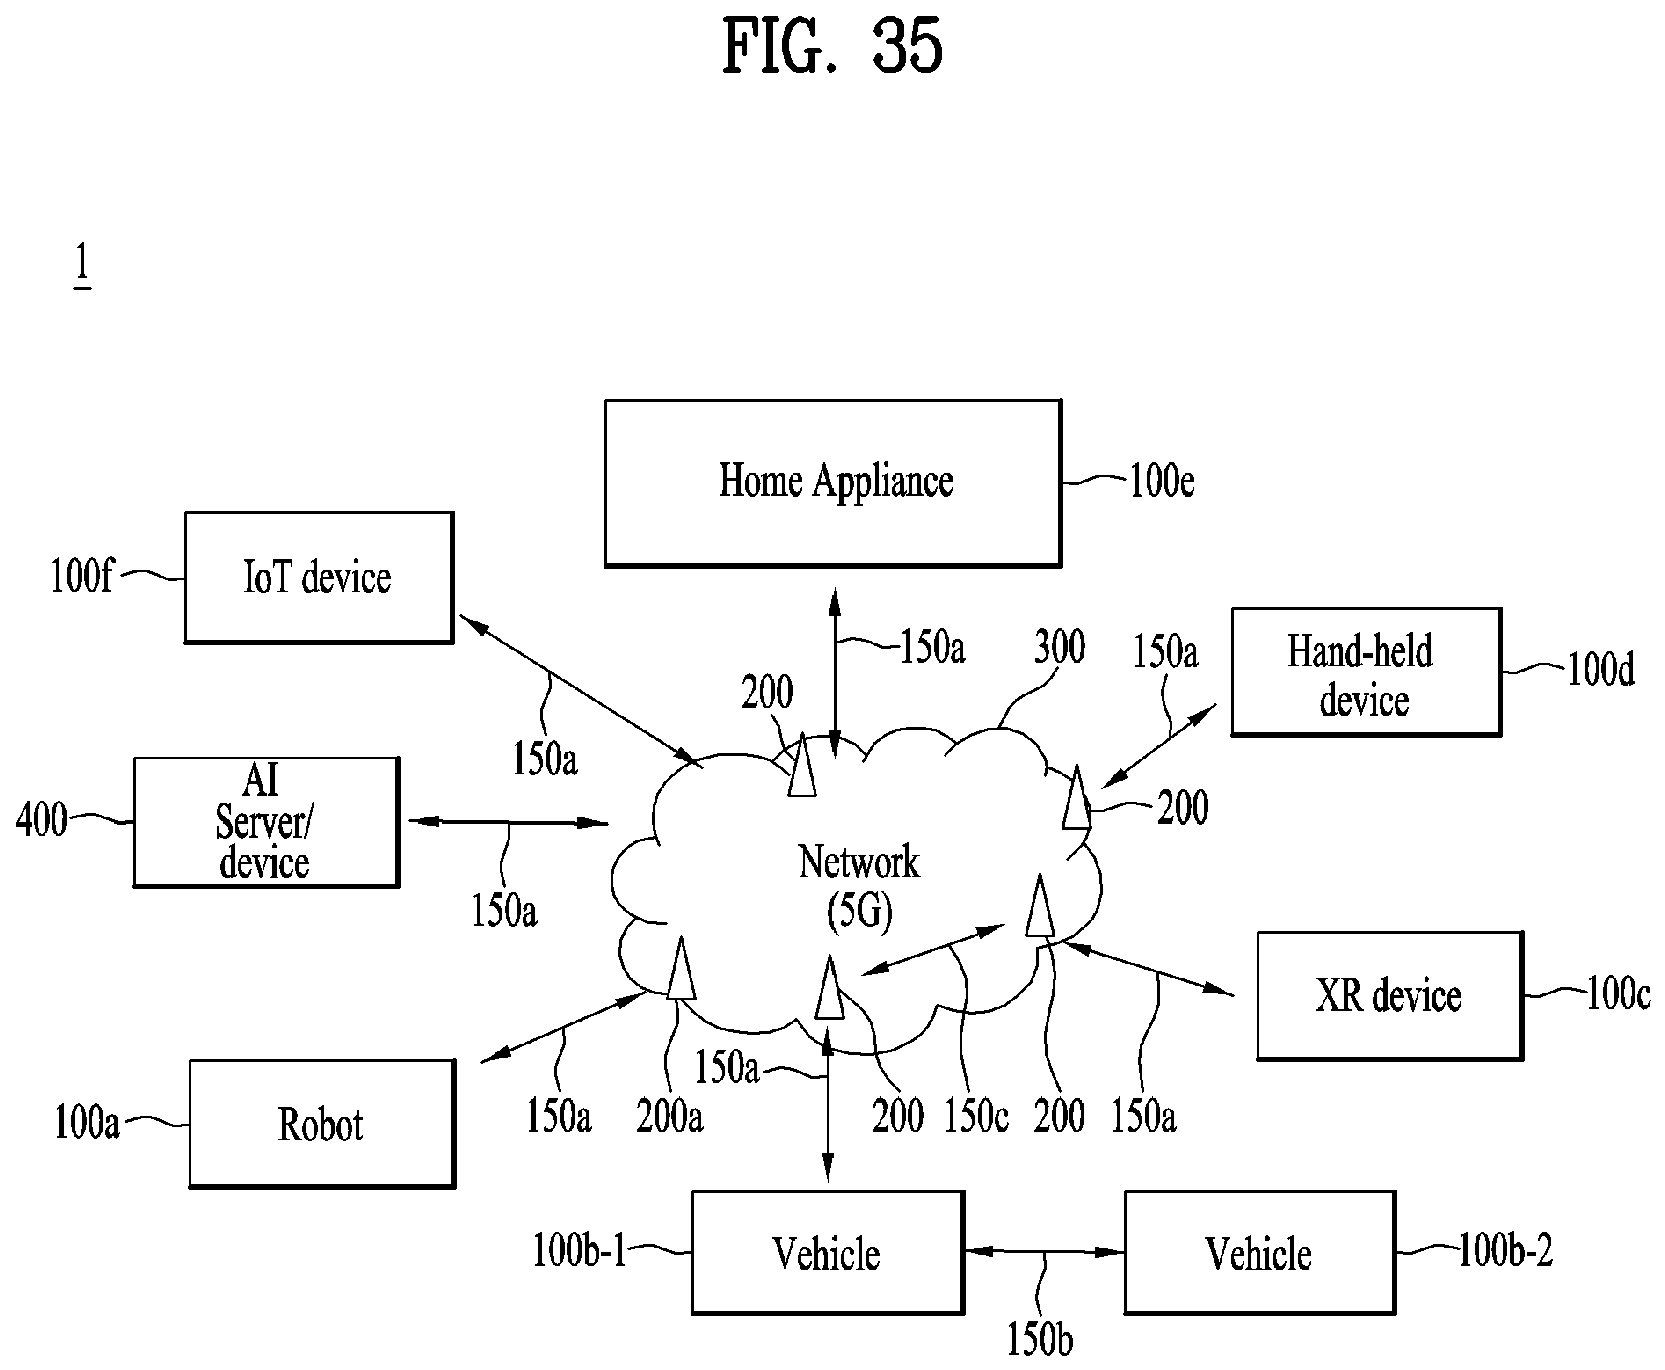 FIG. 35
1
Home Appliance
100e
IoT device
100f
150a
300
150a
Hand-held
device
100d
200
150a
AI
Server/
device
400
200
Network
(5G)
150a
XR device
100c
150a
150a
200a
200
150c
200
150a
Robot
100a
100b-1
Vehicle
Vehicle
100b-2
150b